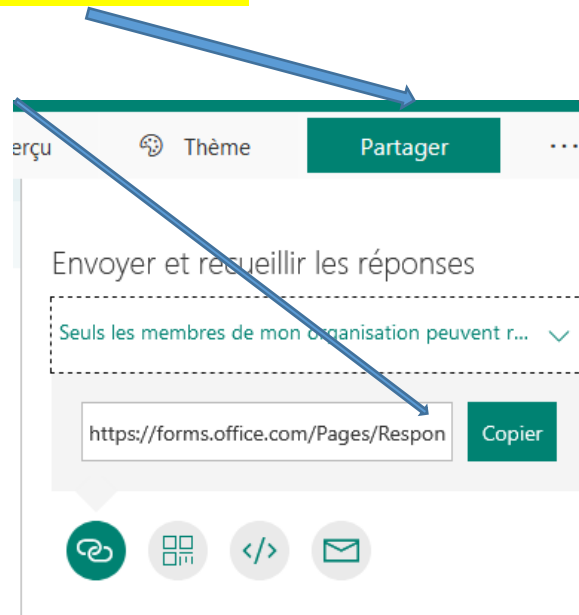 erçu Thème Partager ...
Envoyer et recueillir les réponses
Seuls les membres de mon organisation peuvent r...
https://forms.office.com/Pages/Respon Copier
</>